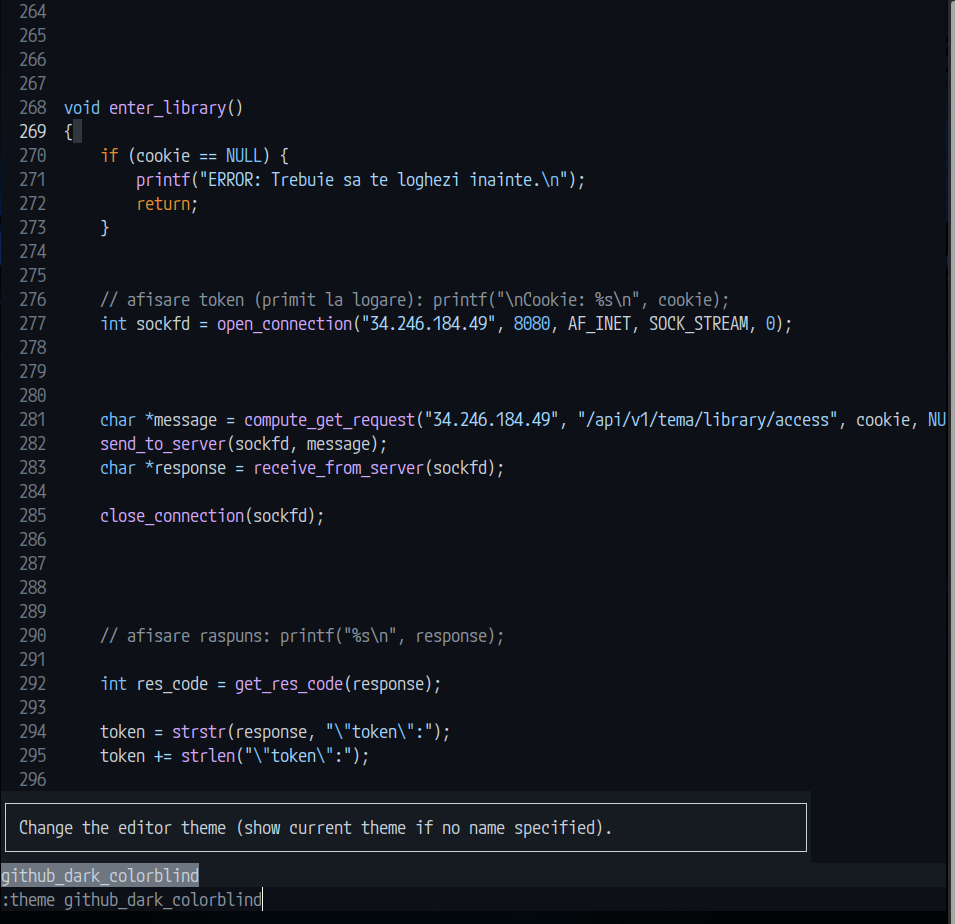 264
265
266
267
268 void enter_library()
269 {
270     if (cookie == NULL) {
271         printf("ERROR: Trebuie sa te loghezi inainte.\n");
272         return;
273     }
274
275
276     // afisare token (primit la logare): printf("\nCookie: %s\n", cookie);
277     int sockfd = open_connection("34.246.184.49", 8080, AF_INET, SOCK_STREAM, 0);
278
279
280
281     char *message = compute_get_request("34.246.184.49", "/api/v1/tema/library/access", cookie, NU
282     send_to_server(sockfd, message);
283     char *response = receive_from_server(sockfd);
284
285     close_connection(sockfd);
286
287
288
289
290     // afisare raspuns: printf("%s\n", response);
291
292     int res_code = get_res_code(response);
293
294     token = strstr(response, "\"token\":");
295     token += strlen("\"token\":");
296
Change the editor theme (show current theme if no name specified).
github_dark_colorblind
:theme github_dark_colorblind